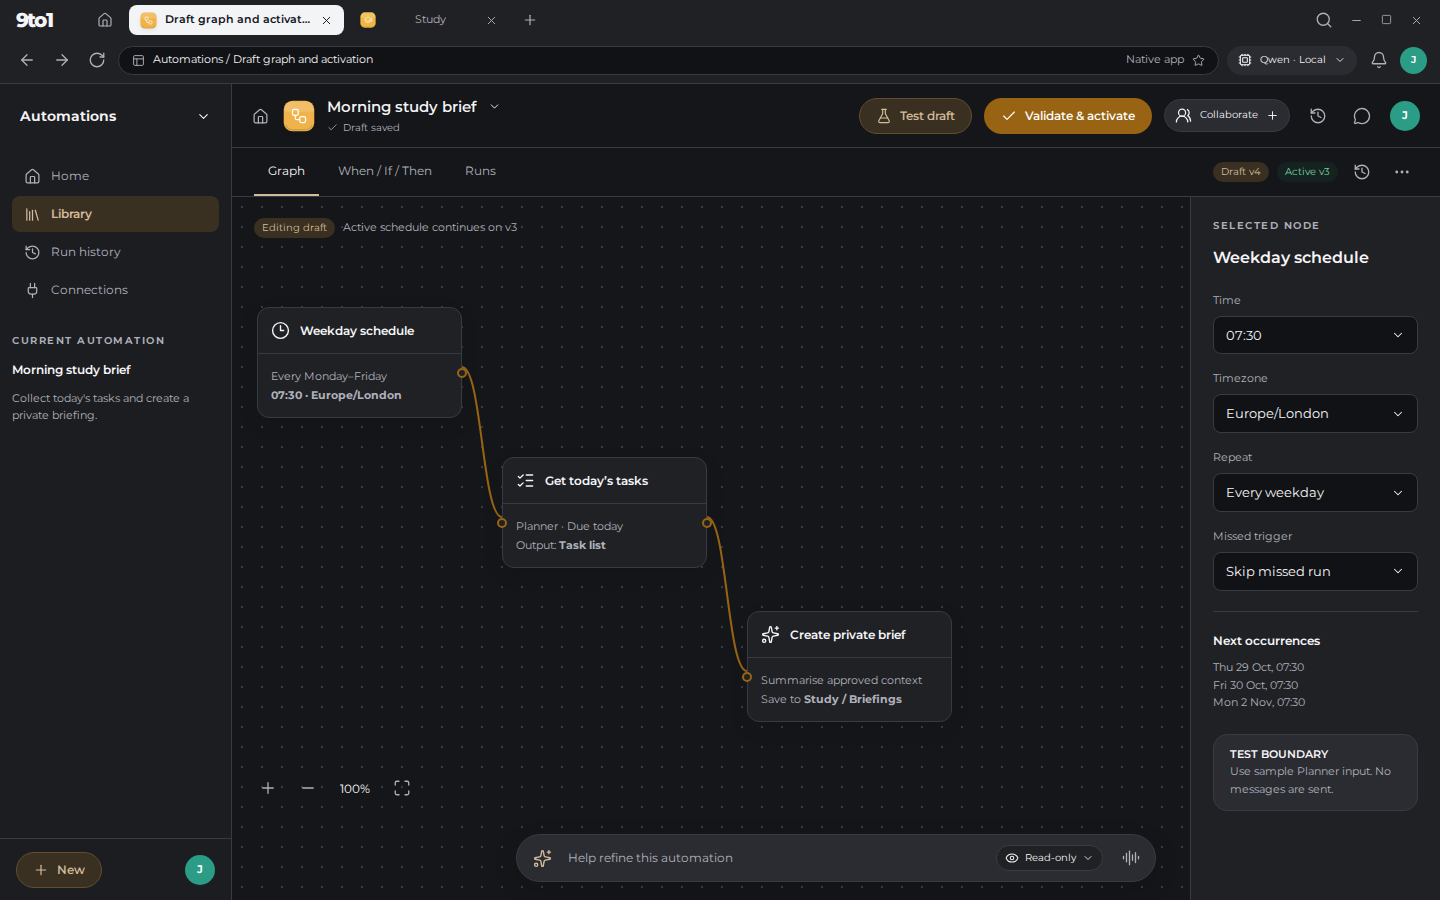 9to1
Draft graph and activat...
Study
Automations / Draft graph and activation
Native app
Qwen · Local
J
Automations
Morning study brief
Draft saved
Test draft
Validate & activate
Collaborate
J
Home
Library
Run history
Connections
CURRENT AUTOMATION
Morning study brief
Collect today's tasks and create a
private briefing.
New
J
Graph
When / If / Then
Runs
Draft v4
Active v3
Editing draft
Active schedule continues on v3
Weekday schedule
Every Monday–Friday
07:30 · Europe/London
Get today's tasks
Planner · Due today
Output: Task list
Create private brief
Summarise approved context
Save to Study / Briefings
100%
Help refine this automation
Read-only
SELECTED NODE
Weekday schedule
Time
07:30
Timezone
Europe/London
Repeat
Every weekday
Missed trigger
Skip missed run
Next occurrences
Thu 29 Oct, 07:30
Fri 30 Oct, 07:30
Mon 2 Nov, 07:30
TEST BOUNDARY
Use sample Planner input. No
messages are sent.